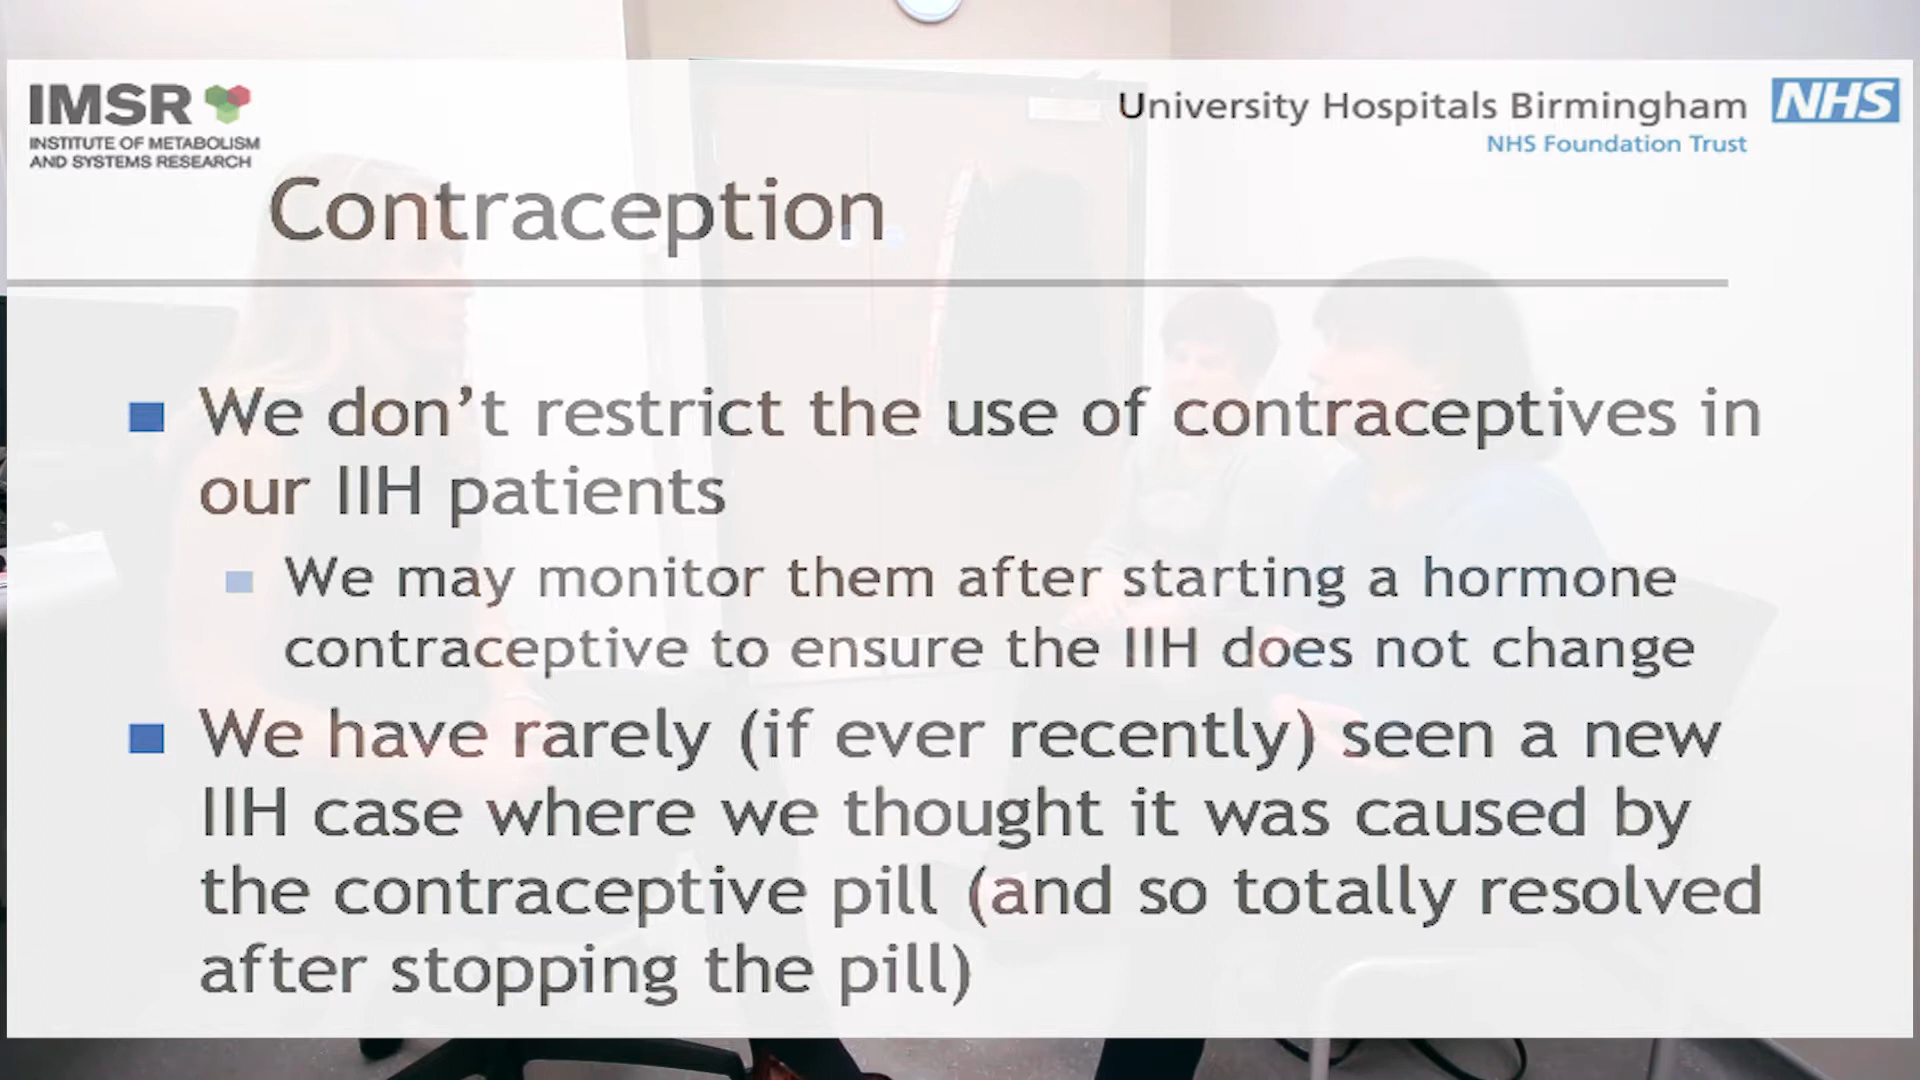 IMSR
INSTITUTE OF METABOLISM
AND SYSTEMS RESEARCH
University Hospitals Birmingham NHS
NHS Foundation Trust
Contraception
We don’t restrict the use of contraceptives in
our IIH patients
We may monitor them after starting a hormone
contraceptive to ensure the IIH does not change
We have rarely (if ever recently) seen a new
IIH case where we thought it was caused by
the contraceptive pill (and so totally resolved
after stopping the pill)